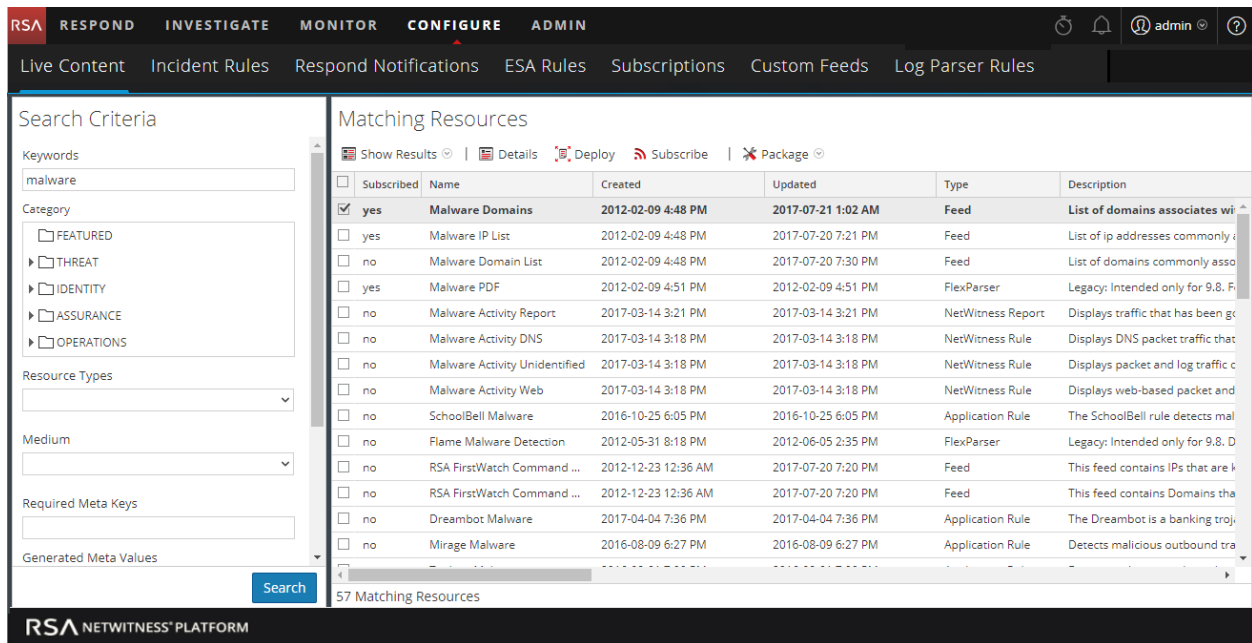 RSA RESPOND INVESTIGATE MONITOR CONFIGURE ADMIN admin ?
Live Content Incident Rules Respond Notifications ESA Rules Subscriptions Custom Feeds Log Parser Rules
Search Criteria
Keywords
malware
Category
FEATURED
THREAT
IDENTITY
ASSURANCE
OPERATIONS
Resource Types
Medium
Required Meta Keys
Generated Meta Values
Search
Matching Resources
Show Results | Details Deploy Subscribe | Package
Subscribed Name Created Updated Type Description
yes Malware Domains 2012-02-09 4:48 PM 2017-07-21 1:02 AM Feed List of domains associates wi
yes Malware IP List 2012-02-09 4:48 PM 2017-07-20 7:21 PM Feed List of ip addresses commonly
no Malware Domain List 2012-02-09 4:48 PM 2017-07-20 7:30 PM Feed List of domains commonly asso
yes Malware PDF 2012-02-09 4:51 PM 2012-02-09 4:51 PM FlexParser Legacy: Intended only for 9.8. F
no Malware Activity Report 2017-03-14 3:21 PM 2017-03-14 3:21 PM NetWitness Report Displays traffic that has been g
no Malware Activity DNS 2017-03-14 3:18 PM 2017-03-14 3:18 PM NetWitness Rule Displays DNS packet traffic that
no Malware Activity Unidentified 2017-03-14 3:18 PM 2017-03-14 3:18 PM NetWitness Rule Displays packet and log traffic
no Malware Activity Web 2017-03-14 3:18 PM 2017-03-14 3:18 PM NetWitness Rule Displays web-based packet and
no SchoolBell Malware 2016-10-25 6:05 PM 2016-10-25 6:05 PM Application Rule The SchoolBell rule detects mal
no Flame Malware Detection 2012-05-31 8:18 PM 2012-06-05 2:35 PM FlexParser Legacy: Intended only for 9.8. D
no RSA FirstWatch Command ... 2012-12-23 12:36 AM 2017-07-20 7:20 PM Feed This feed contains IPs that are k
no RSA FirstWatch Command ... 2012-12-23 12:36 AM 2017-07-20 7:20 PM Feed This feed contains Domains tha
no Dreambot Malware 2017-04-04 7:36 PM 2017-04-04 7:36 PM Application Rule The Dreambot is a banking troj
no Mirage Malware 2016-08-09 6:27 PM 2016-08-09 6:27 PM Application Rule Detects malicious outbound tra
57 Matching Resources
RSA NETWITNESS® PLATFORM